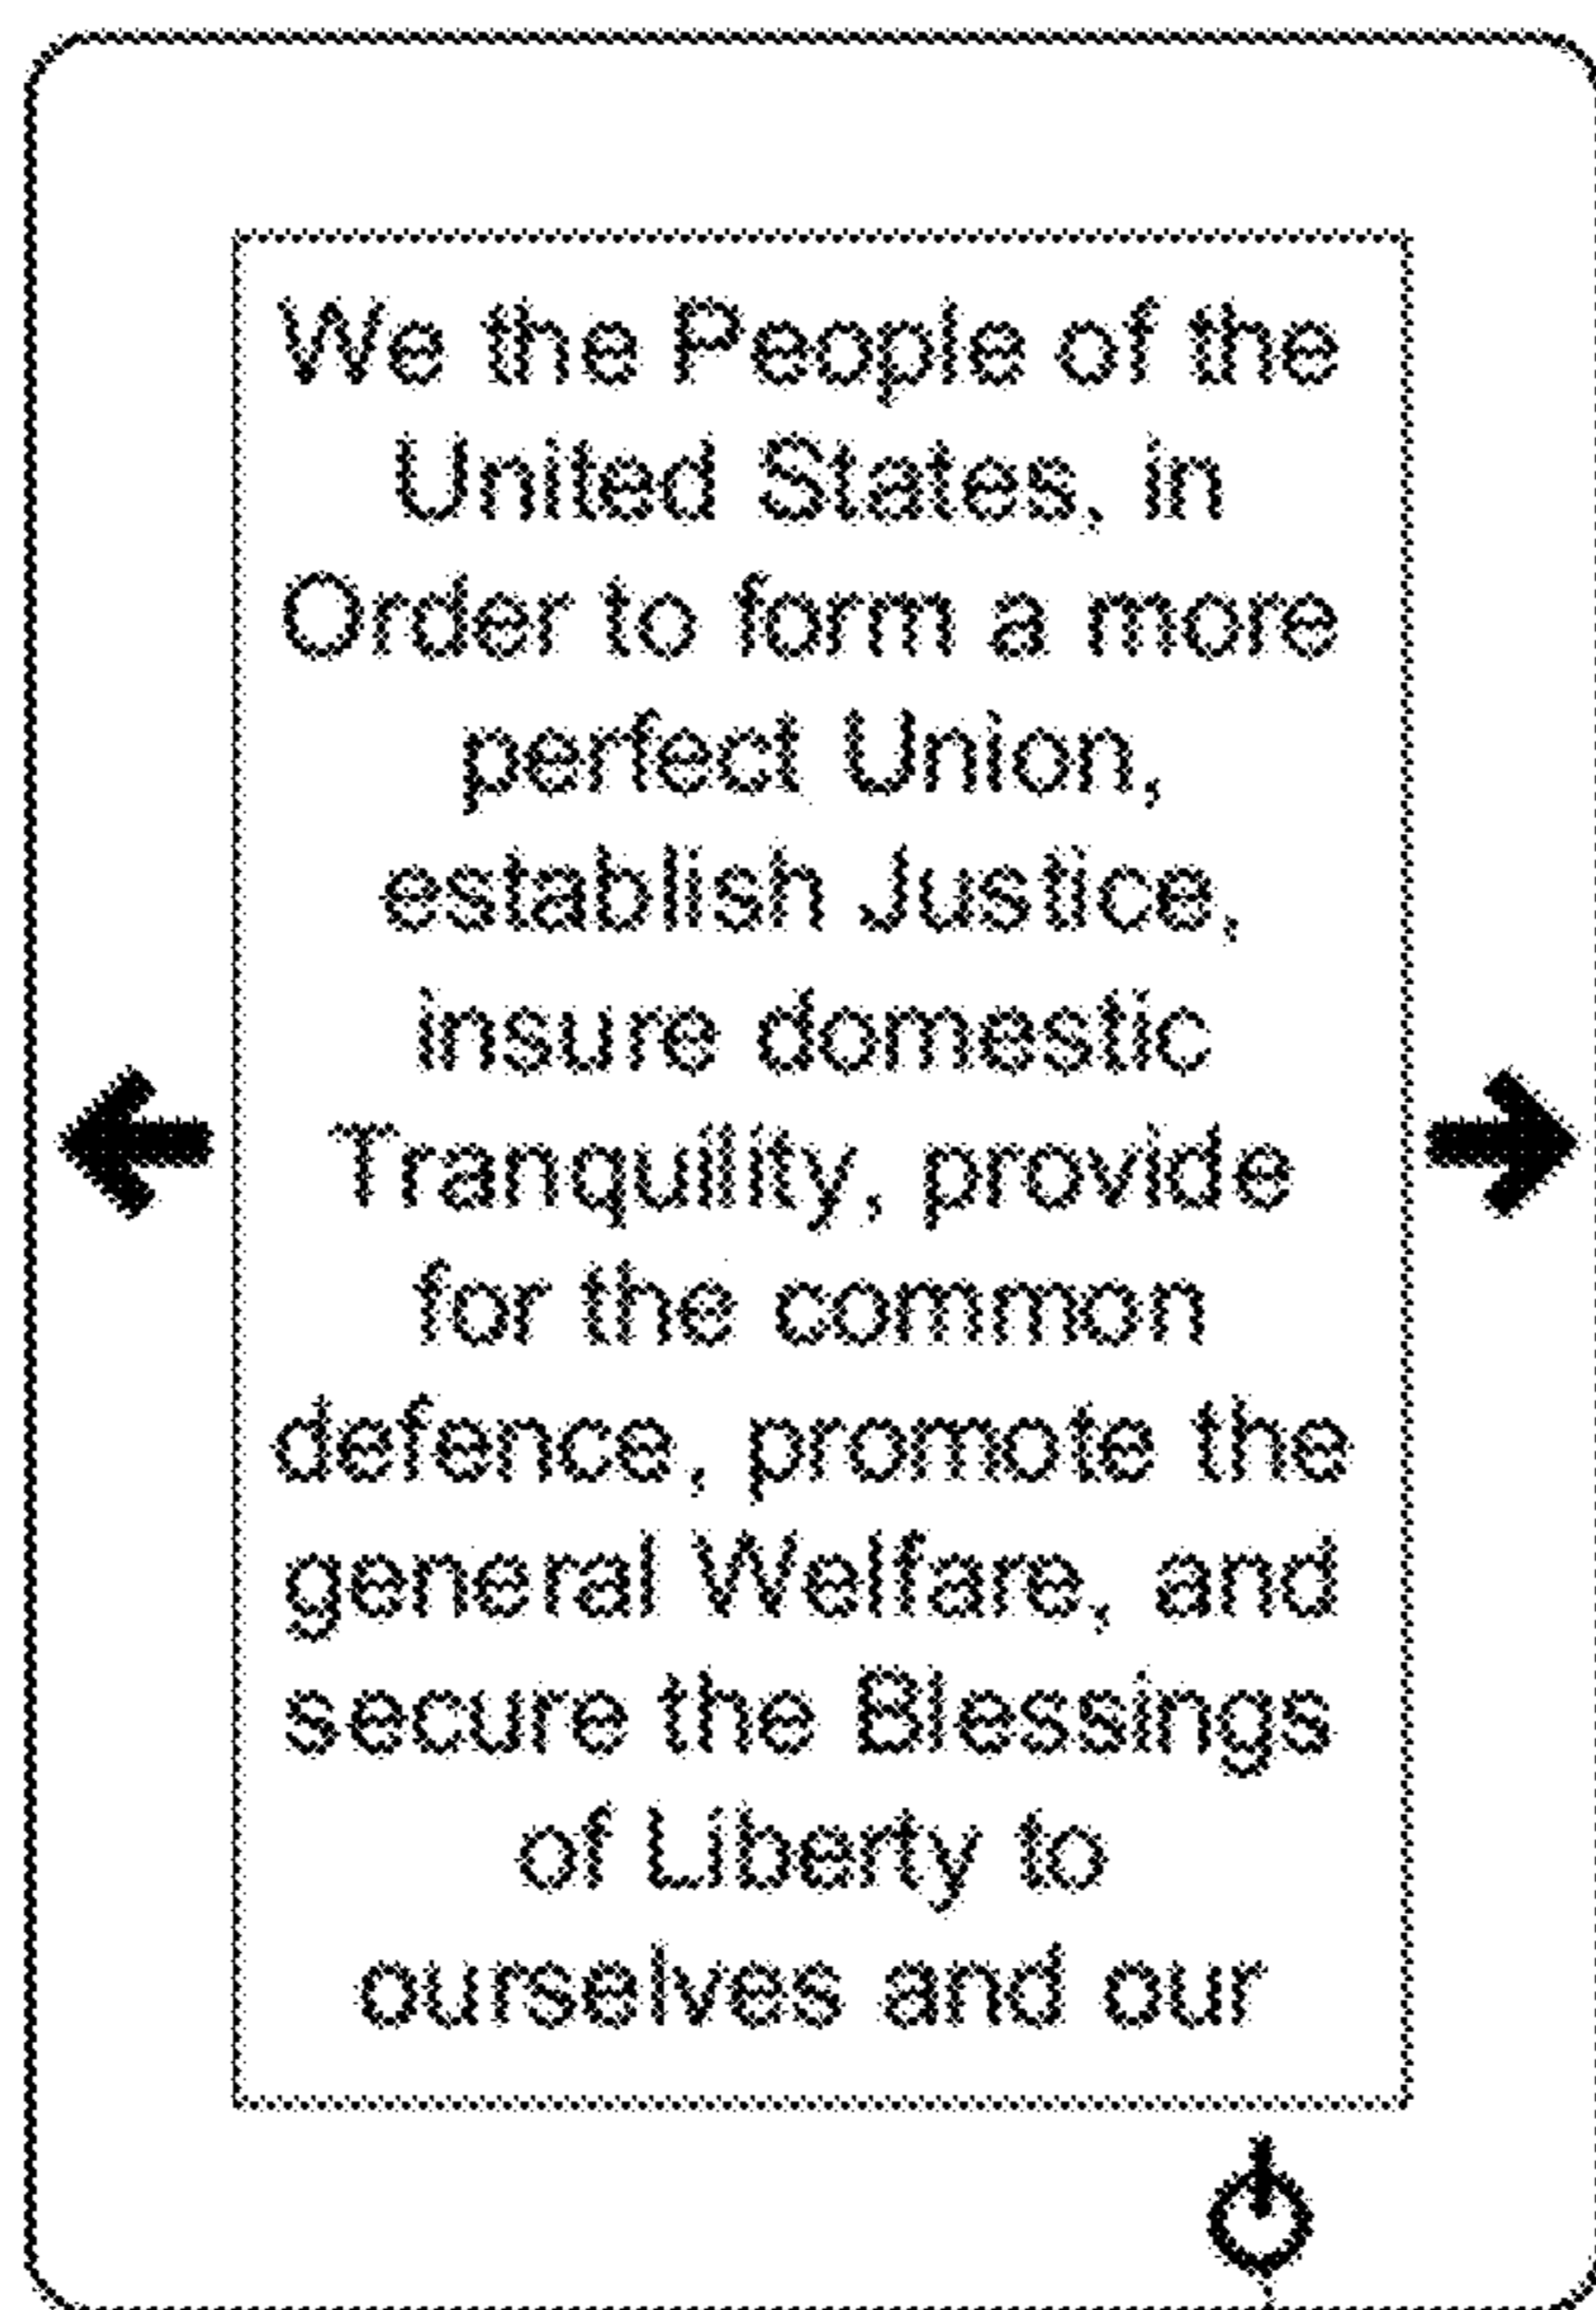 We the People of the
United States, in
Order to form a more
perfect Union,
establish Justice,
insure domestic
Tranquility, provide
for the common
defence, promote the
general Welfare, and
secure the Blessings
of Liberty to
ourselves and our